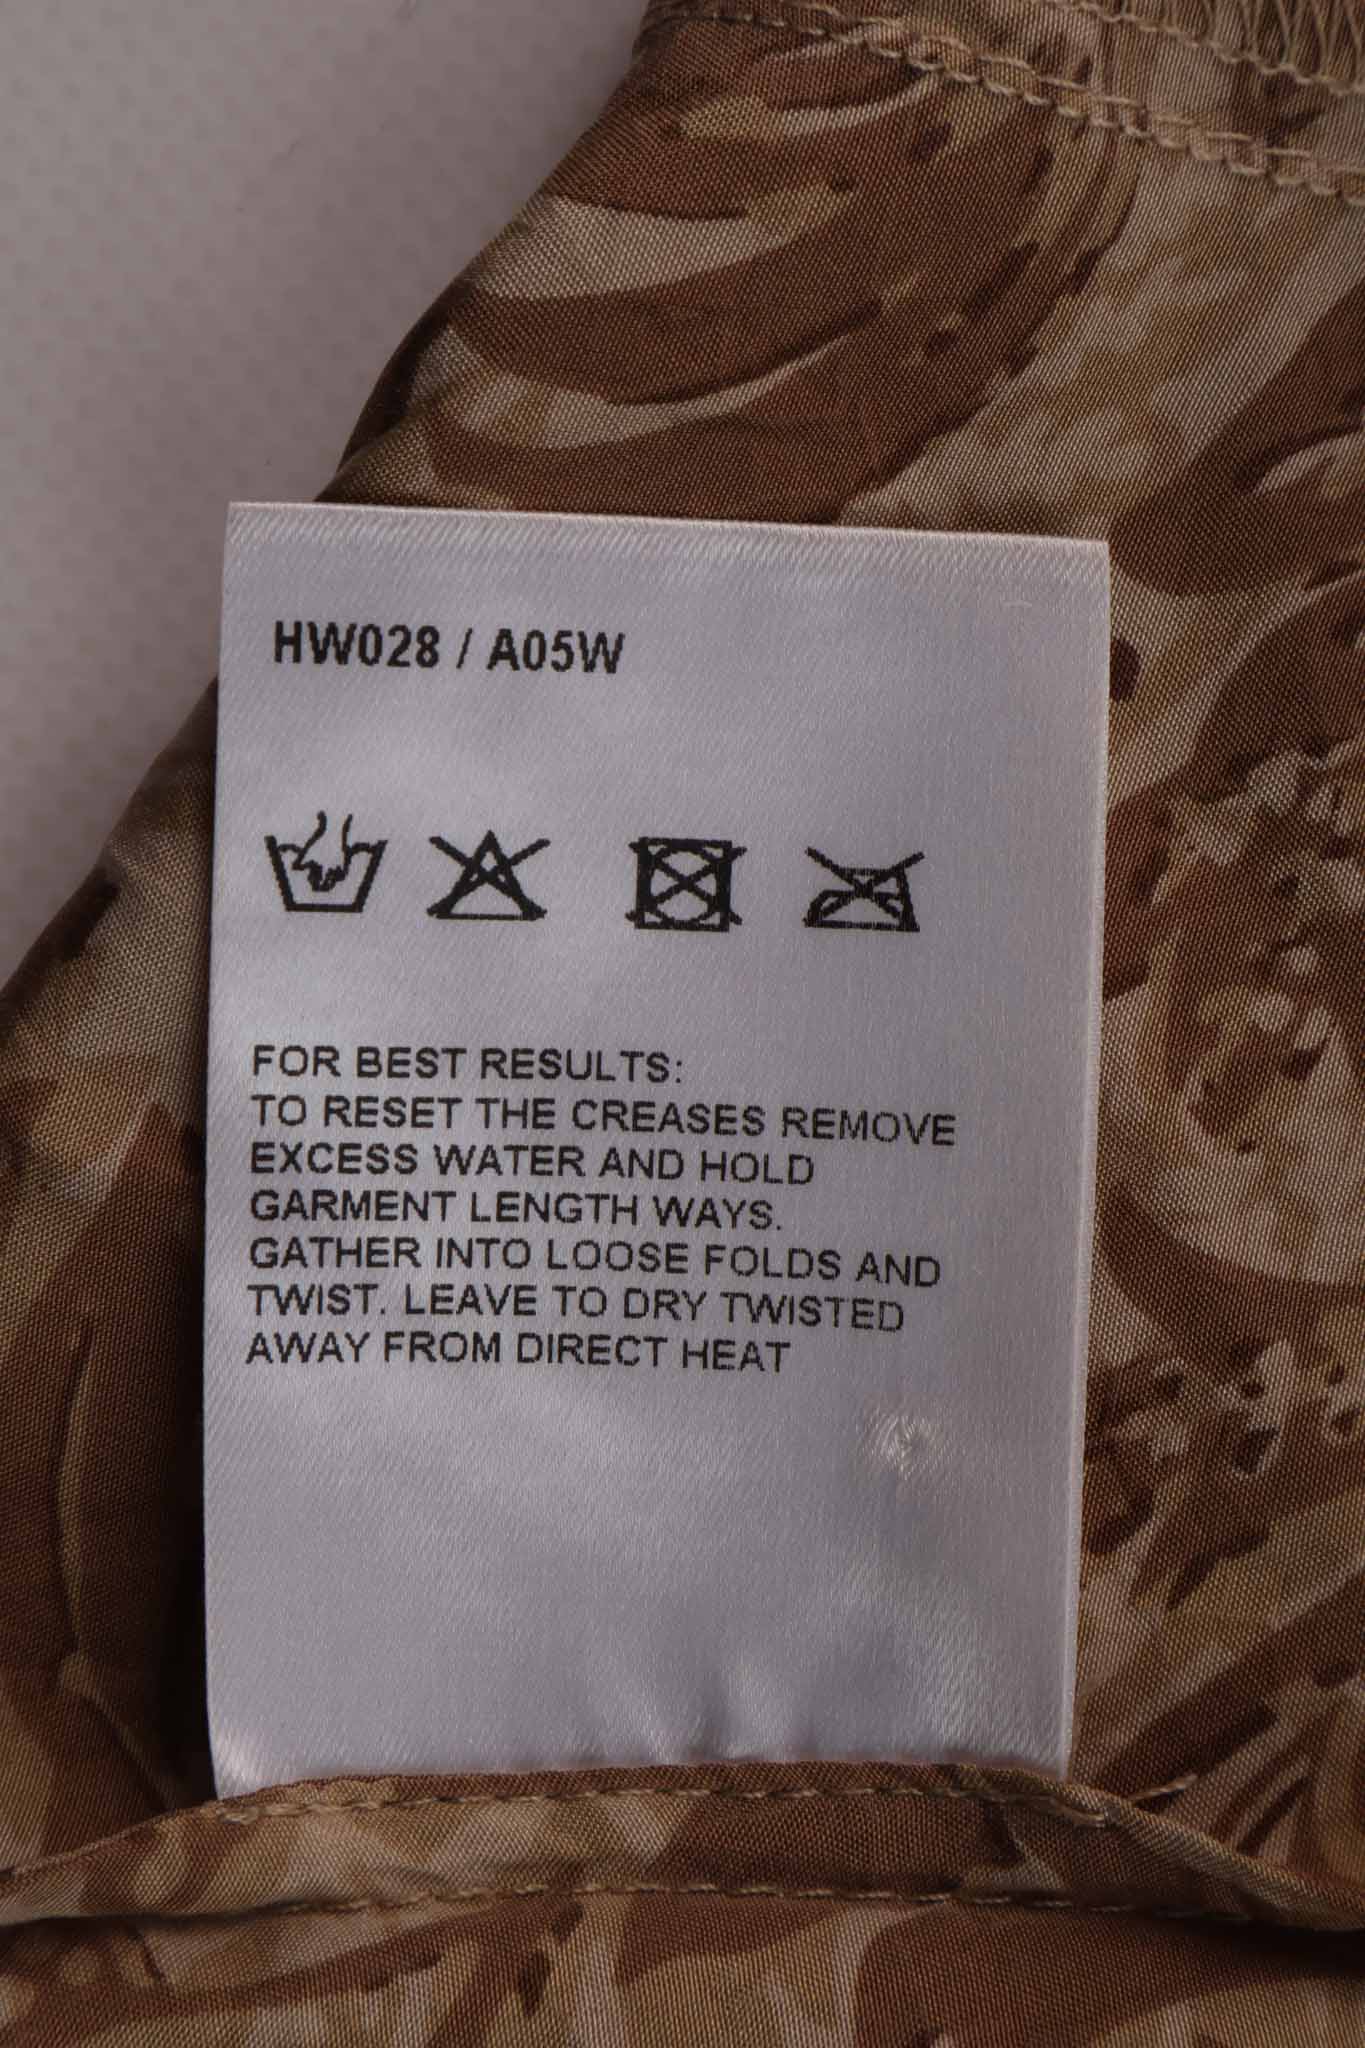 HW028 / A05W
FOR BEST RESULTS:
TO RESET THE CREASES REMOVE
EXCESS WATER AND HOLD
GARMENT LENGTH WAYS.
GATHER INTO LOOSE FOLDS AND
TWIST. LEAVE TO DRY TWISTED
AWAY FROM DIRECT HEAT